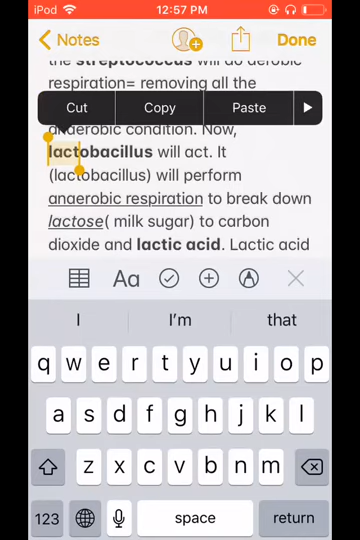 iPod 12:57 PM
Notes Done
the streptococcus will do aerobic
respiration= removing all the
Cut Copy Paste
anaerobic condition. Now,
lactobacillus will act. It
(lactobacillus) will perform
anaerobic respiration to break down
lactose( milk sugar) to carbon
dioxide and lactic acid. Lactic acid
Aa
I I'm that
q w e r t y u i o p
a s d f g h j k l
z x c v b n m
123 space return